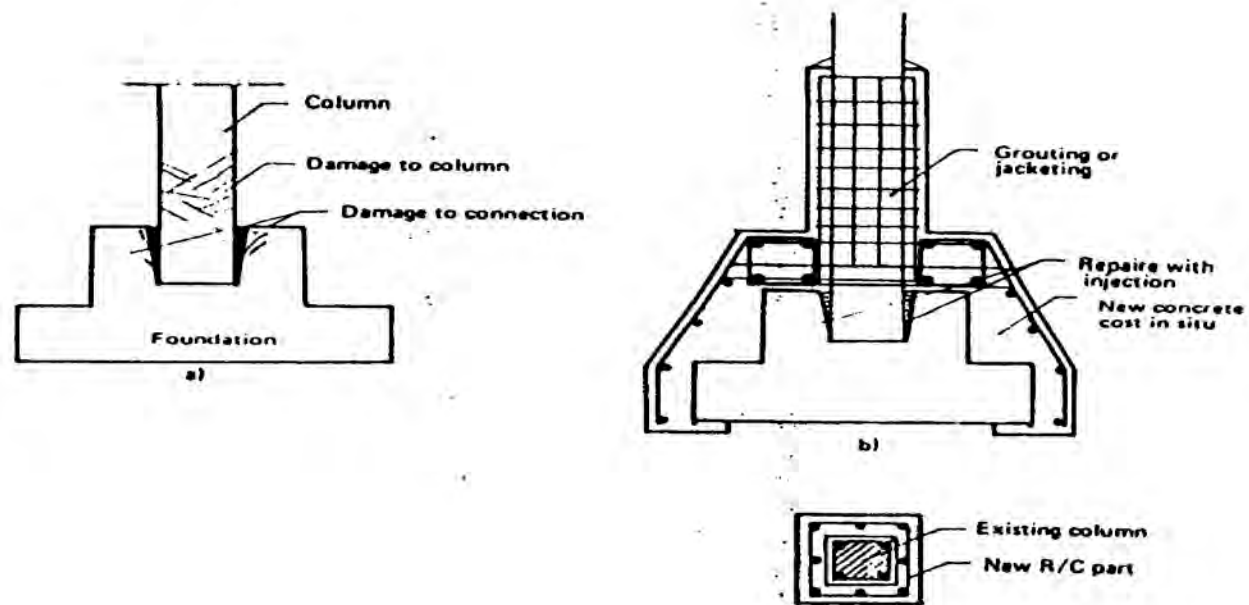 Column
Damage to column
Damage to connection
Foundation
a)
Grouting or
jacketing
Repaire with
injection
New concrete
cost in situ
b)
Existing column
New R/C part